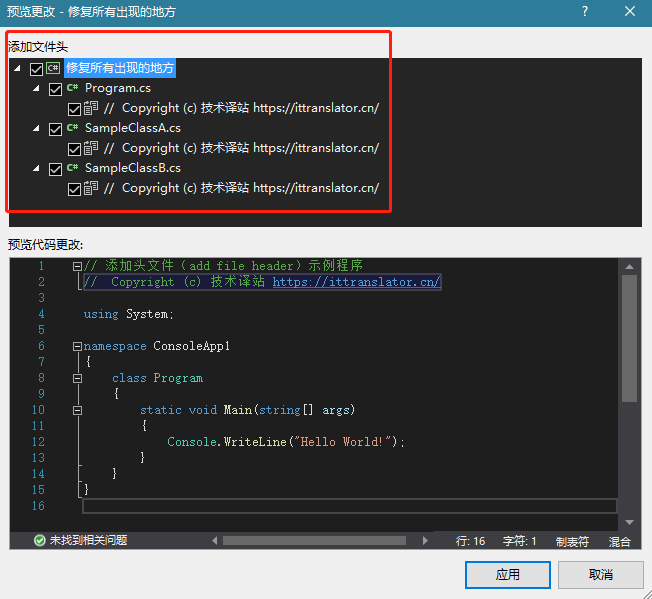 预览更改 - 修复所有出现的地方
添加文件头
C# 修复所有出现的地方
C# Program.cs
// Copyright (c) 技术译站 https://ittranslator.cn/
C# SampleClassA.cs
// Copyright (c) 技术译站 https://ittranslator.cn/
C# SampleClassB.cs
// Copyright (c) 技术译站 https://ittranslator.cn/
预览代码更改:
1 // 添加头文件（add file header）示例程序
2 // Copyright (c) 技术译站 https://ittranslator.cn/
3
4 using System;
5
6 namespace ConsoleApp1
7 {
8 class Program
9 {
10 static void Main(string[] args)
11 {
12 Console.WriteLine("Hello World!");
13 }
14 }
15 }
16
未找到相关问题 行: 16 字符: 1 制表符 混合
应用 取消